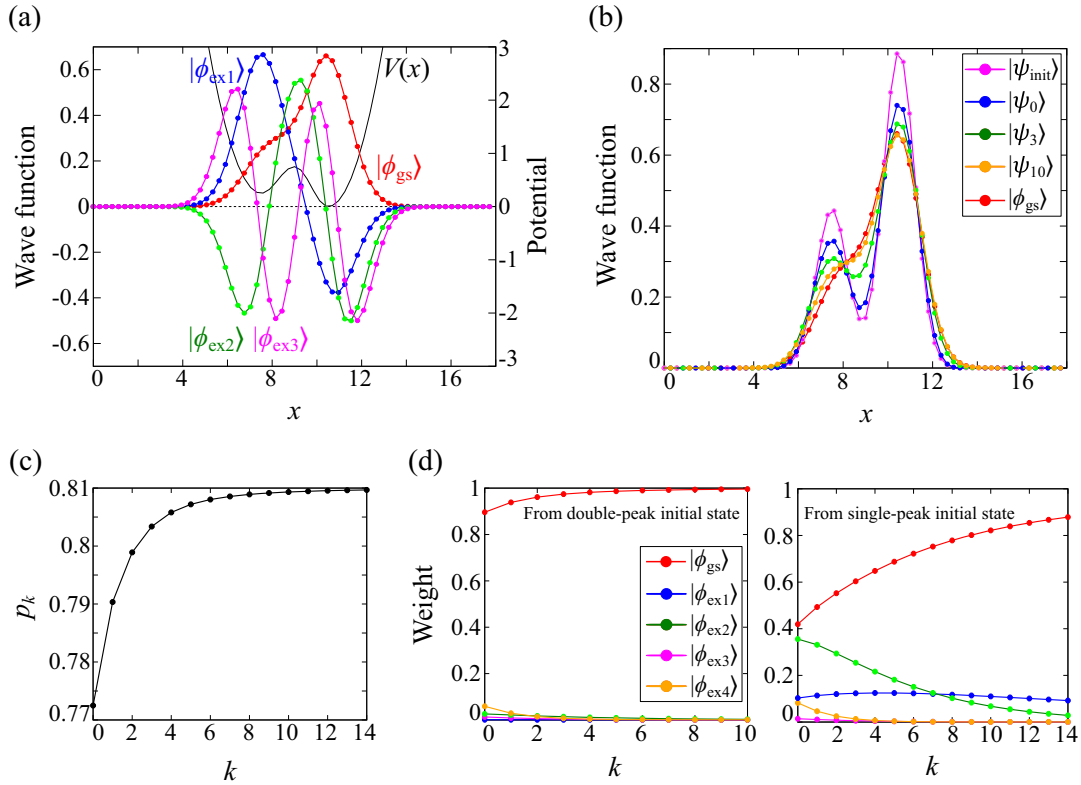 (a)
0.6
0.4
0.2
0
-0.2
-0.4
-0.6
Wave function
|ϕex1⟩
V(x)
|ϕgs⟩
|ϕex2⟩
|ϕex3⟩
3
2
1
0
-1
-2
-3
Potential
0 4 8 12 16
x
(b)
0.8
0.6
0.4
0.2
0
Wave function
|ψinit⟩
|ψ0⟩
|ψ3⟩
|ψ10⟩
|ϕgs⟩
0 4 8 12 16
x
(c)
0.81
0.8
0.79
0.78
0.77
pk
0 2 4 6 8 10 12 14
k
(d)
1
0.8
0.6
0.4
0.2
0
Weight
From double-peak initial state
|ϕgs⟩
|ϕex1⟩
|ϕex2⟩
|ϕex3⟩
|ϕex4⟩
0 2 4 6 8 10
k
1
0.8
0.6
0.4
0.2
0
From single-peak initial state
0 2 4 6 8 10 12 14
k